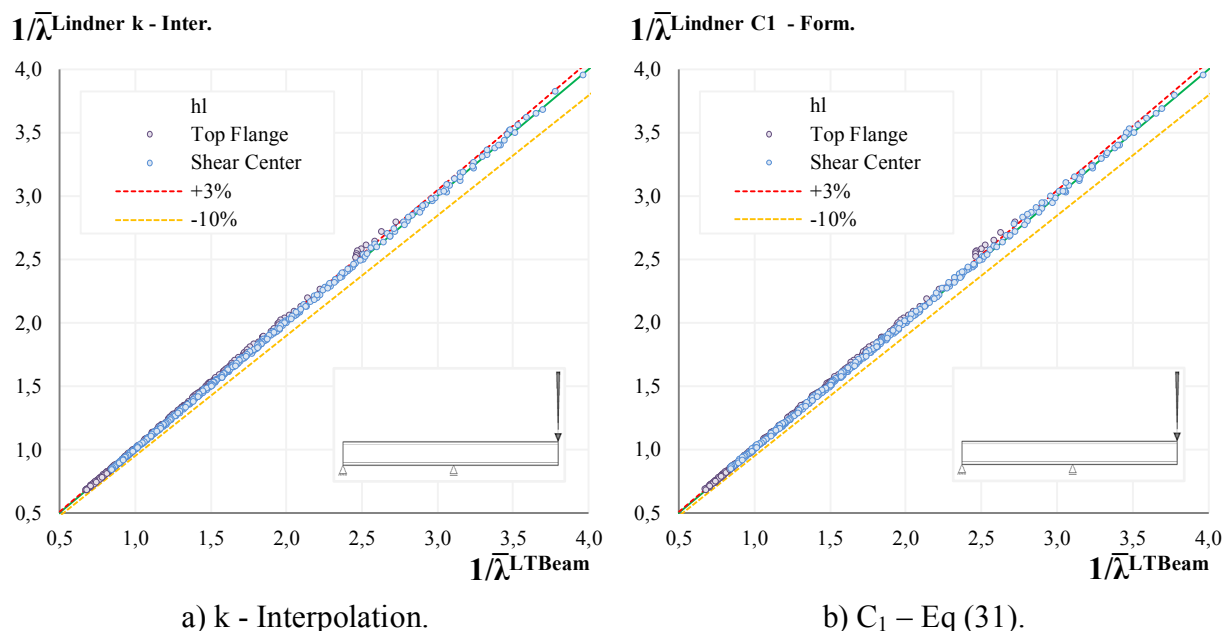 1/λ̅ Lindner k - Inter.
4,0
3,5
3,0
2,5
2,0
1,5
1,0
0,5
hl
Top Flange
Shear Center
+3%
-10%
0,5 1,0 1,5 2,0 2,5 3,0 3,5 4,0
1/λ̅ LTBeam
a) k - Interpolation.
1/λ̅ Lindner C1 - Form.
4,0
3,5
3,0
2,5
2,0
1,5
1,0
0,5
hl
Top Flange
Shear Center
+3%
-10%
0,5 1,0 1,5 2,0 2,5 3,0 3,5 4,0
1/λ̅ LTBeam
b) C₁ – Eq (31).